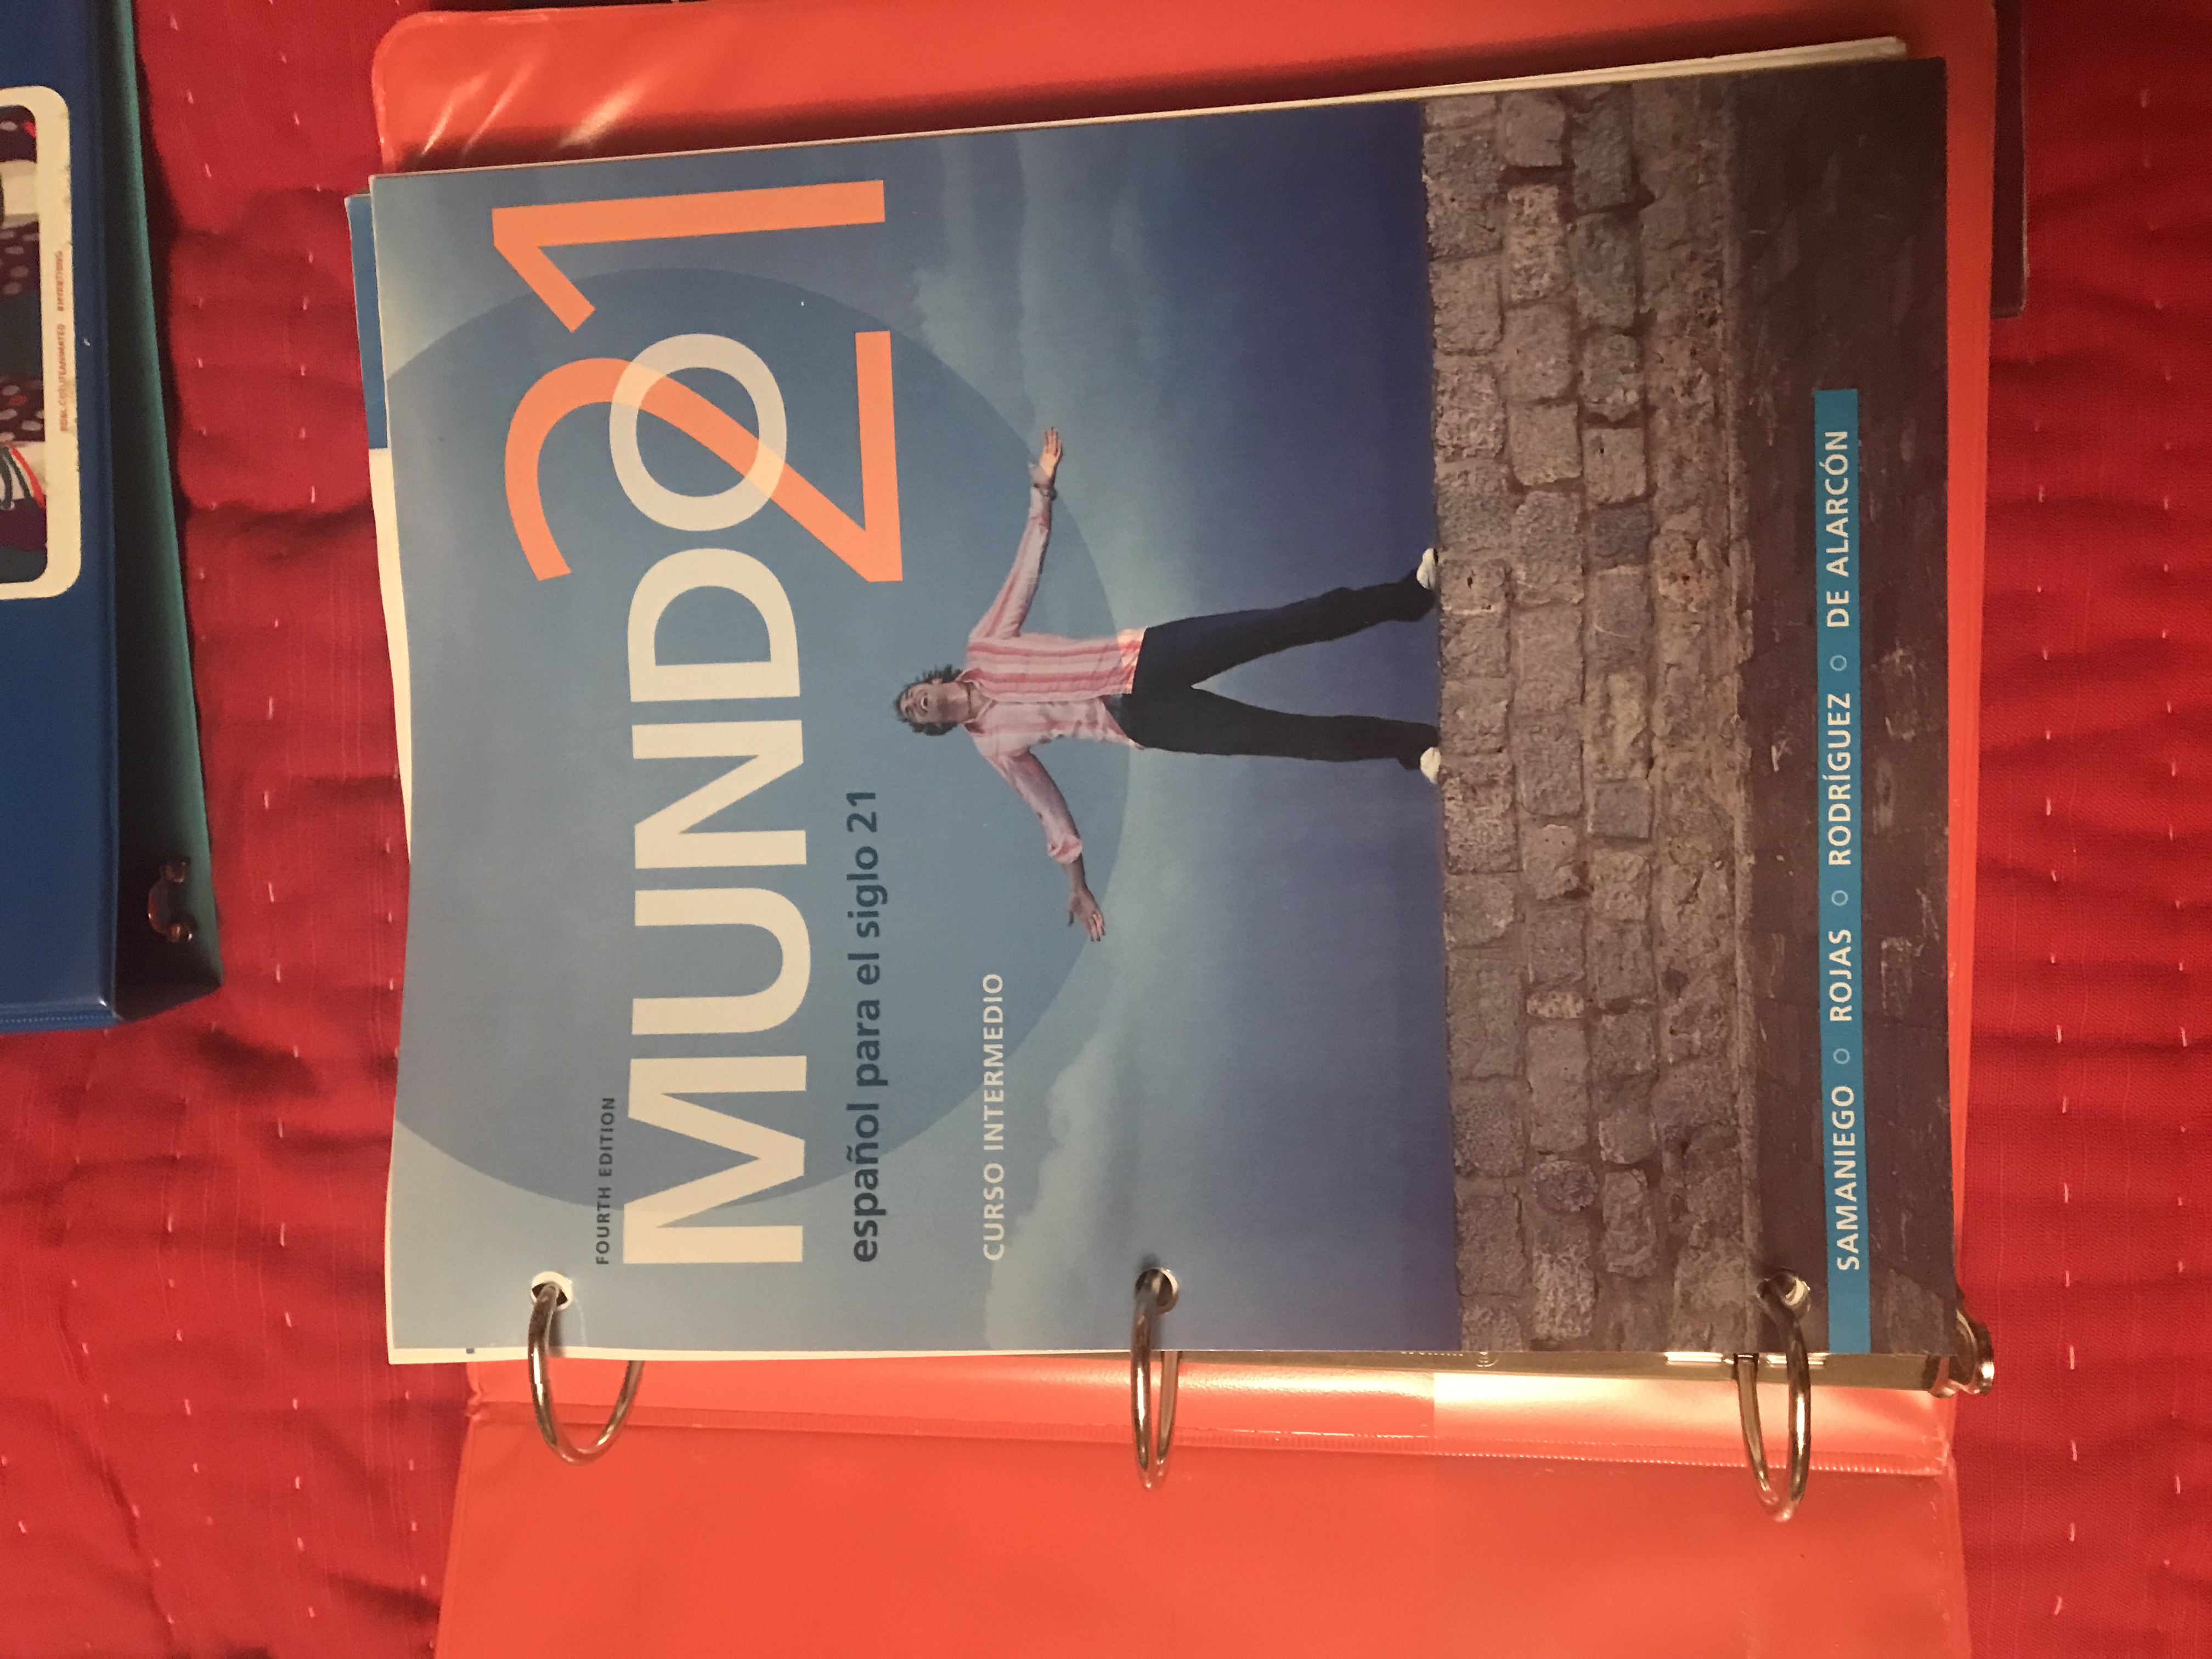 FOURTH EDITION
MUNDO 21
español para el siglo 21
CURSO INTERMEDIO
SAMANIEGO ○ ROJAS ○ RODRÍGUEZ ○ DE ALARCÓN